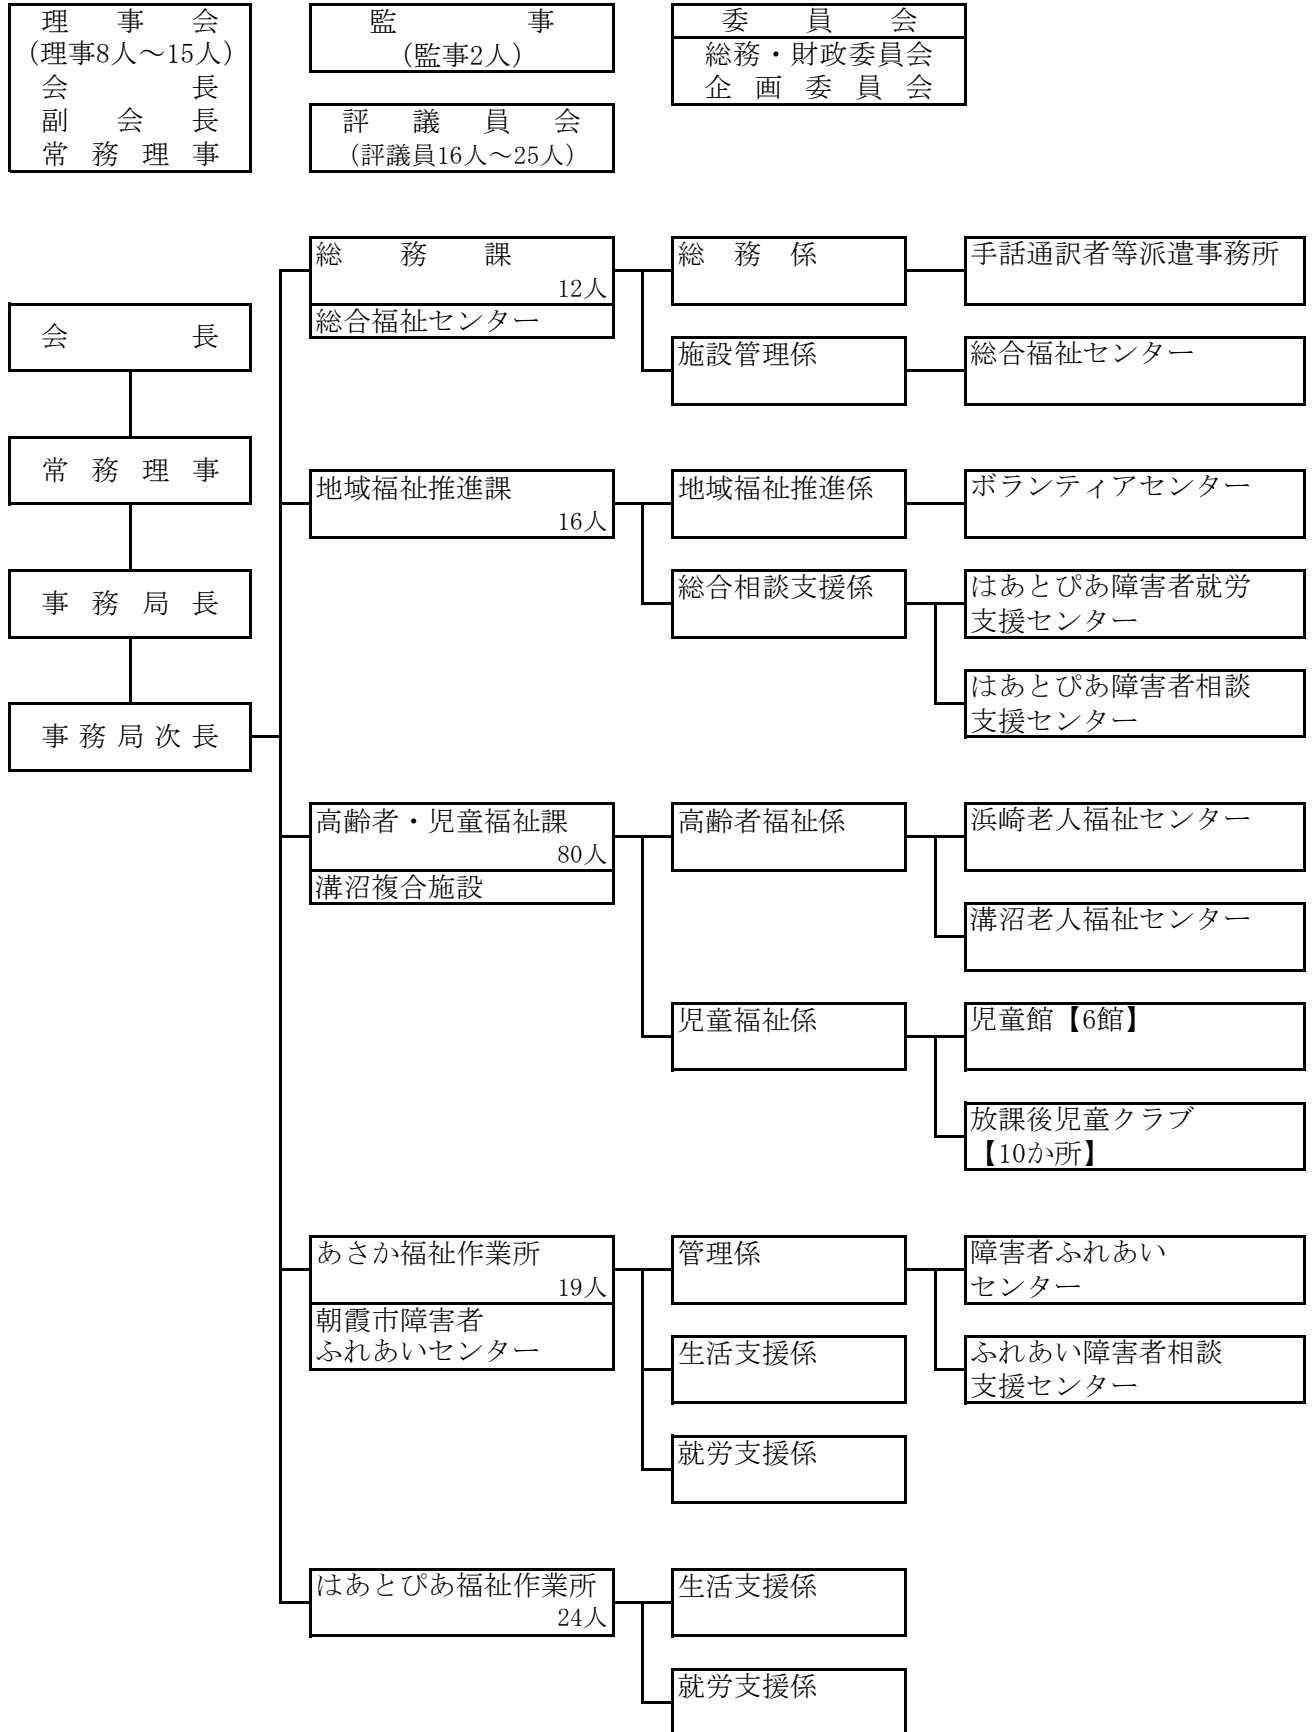 理事会
(理事8人～15人)
会長
副会長
常務理事
監事
(監事2人)
評議員会
(評議員16人～25人)
委員会
総務・財政委員会
企画委員会
会長
常務理事
事務局長
事務局次長
総務課
12人
総合福祉センター
総務係
手話通訳者等派遣事務所
施設管理係
総合福祉センター
地域福祉推進課
16人
地域福祉推進係
ボランティアセンター
総合相談支援係
はあとぴあ障害者就労
支援センター
はあとぴあ障害者相談
支援センター
高齢者・児童福祉課
80人
溝沼複合施設
高齢者福祉係
浜崎老人福祉センター
溝沼老人福祉センター
児童福祉係
児童館【6館】
放課後児童クラブ
【10か所】
あさか福祉作業所
19人
朝霞市障害者
ふれあいセンター
管理係
障害者ふれあい
センター
ふれあい障害者相談
支援センター
生活支援係
就労支援係
はあとぴあ福祉作業所
24人
生活支援係
就労支援係